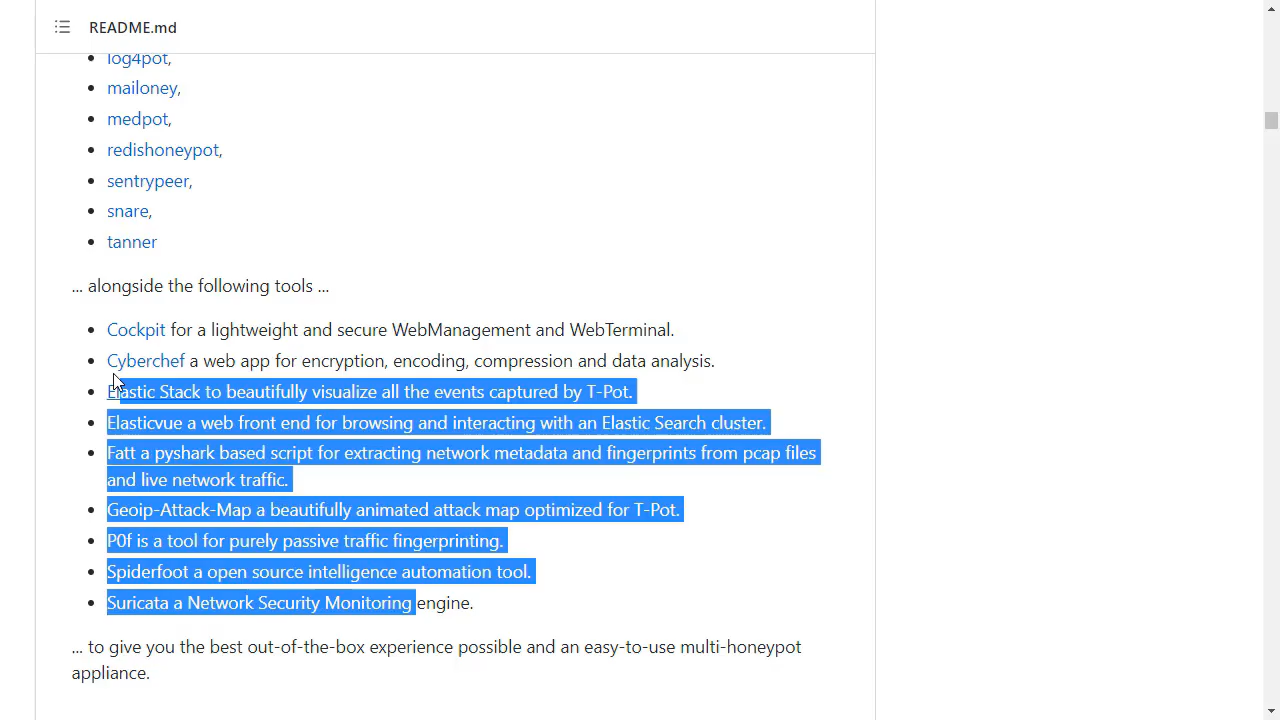 README.md
log4pot,
mailoney,
medpot,
redishoneypot,
sentrypeer,
snare,
tanner
... alongside the following tools ...
Cockpit for a lightweight and secure WebManagement and WebTerminal.
Cyberchef a web app for encryption, encoding, compression and data analysis.
Elastic Stack to beautifully visualize all the events captured by T-Pot.
Elasticvue a web front end for browsing and interacting with an Elastic Search cluster.
Fatt a pyshark based script for extracting network metadata and fingerprints from pcap files
and live network traffic.
Geoip-Attack-Map a beautifully animated attack map optimized for T-Pot.
P0f is a tool for purely passive traffic fingerprinting.
Spiderfoot a open source intelligence automation tool.
Suricata a Network Security Monitoring engine.
... to give you the best out-of-the-box experience possible and an easy-to-use multi-honeypot
appliance.